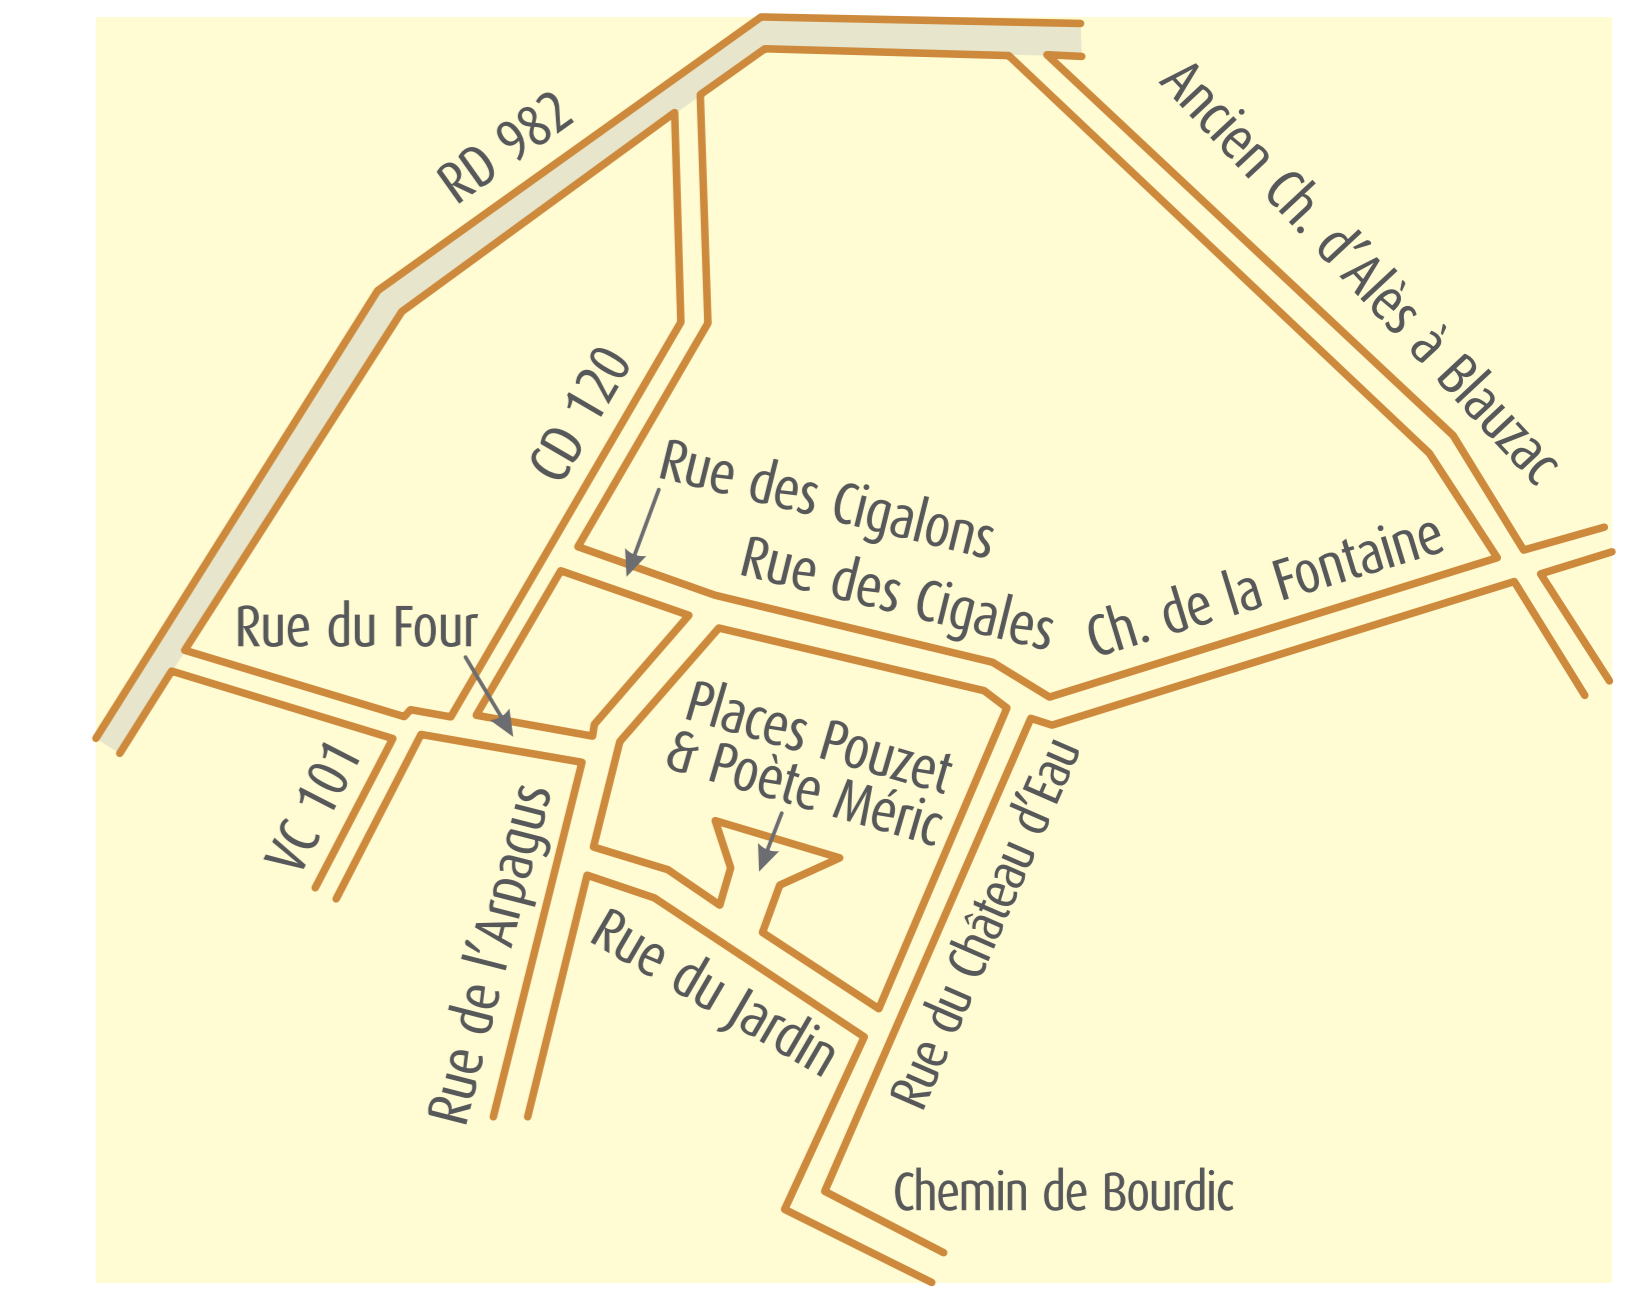 RD 982
Ancien Ch. d'Alès à Blauzac
CD 120
Rue des Cigalons
Rue des Cigales
Ch. de la Fontaine
Rue du Four
Places Pouzet
& Poète Méric
VC 101
Rue de l'Arpagus
Rue du Jardin
Rue du Château d'Eau
Chemin de Bourdic